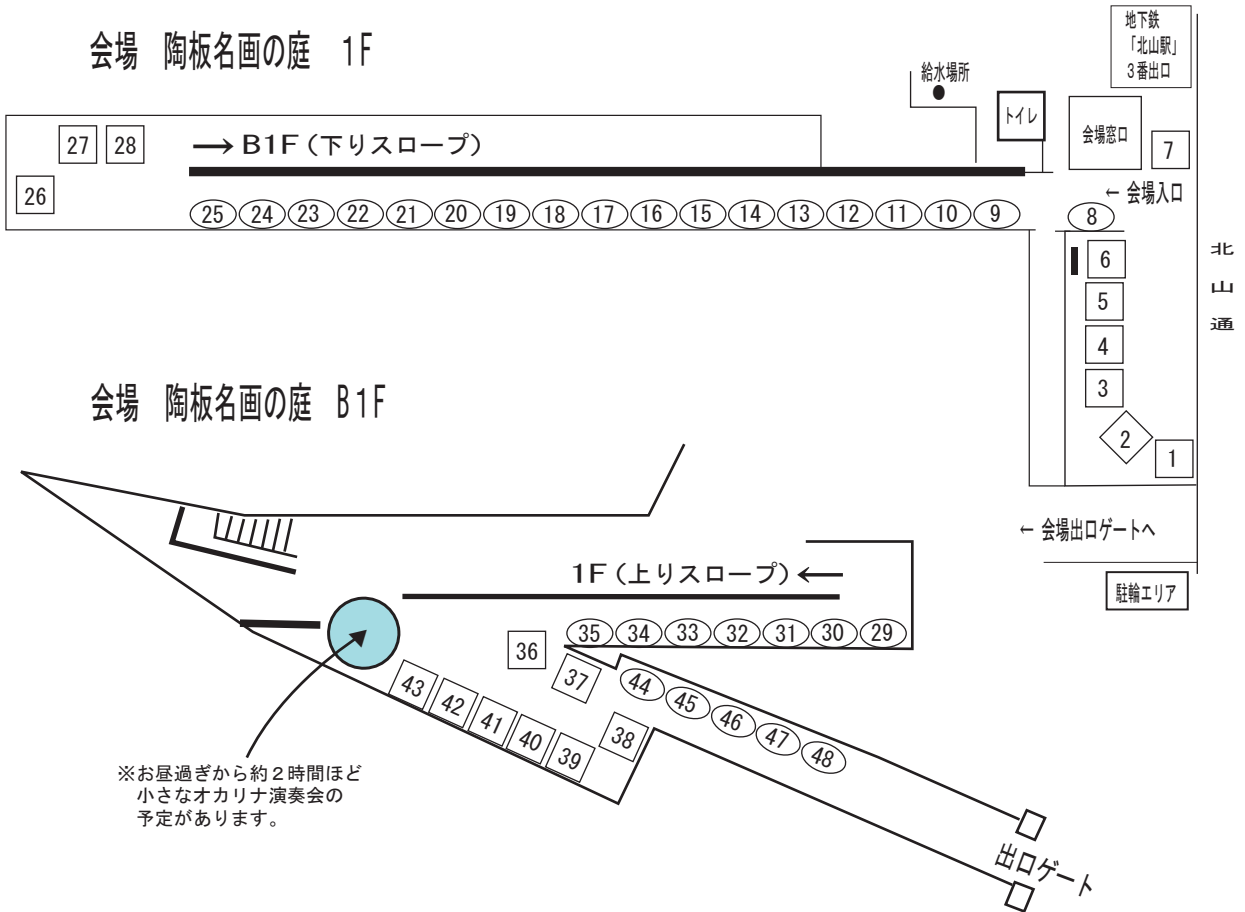 会場 陶板名画の庭 1F
地下鉄
「北山駅」
3番出口
給水場所
トイレ
会場窓口
7
← 会場入口
27 28
→ B1F (下りスロープ)
26
25 24 23 22 21 20 19 18 17 16 15 14 13 12 11 10 9
8
6
5
4
3
2
1
北山通
← 会場出口ゲートへ
駐輪エリア
会場 陶板名画の庭 B1F
1F (上りスロープ) ←
35 34 33 32 31 30 29
36
37
44 45 46 47 48
43 42 41 40 39
38
※お昼過ぎから約2時間ほど
小さなオカリナ演奏会の
予定があります。
出口ゲート